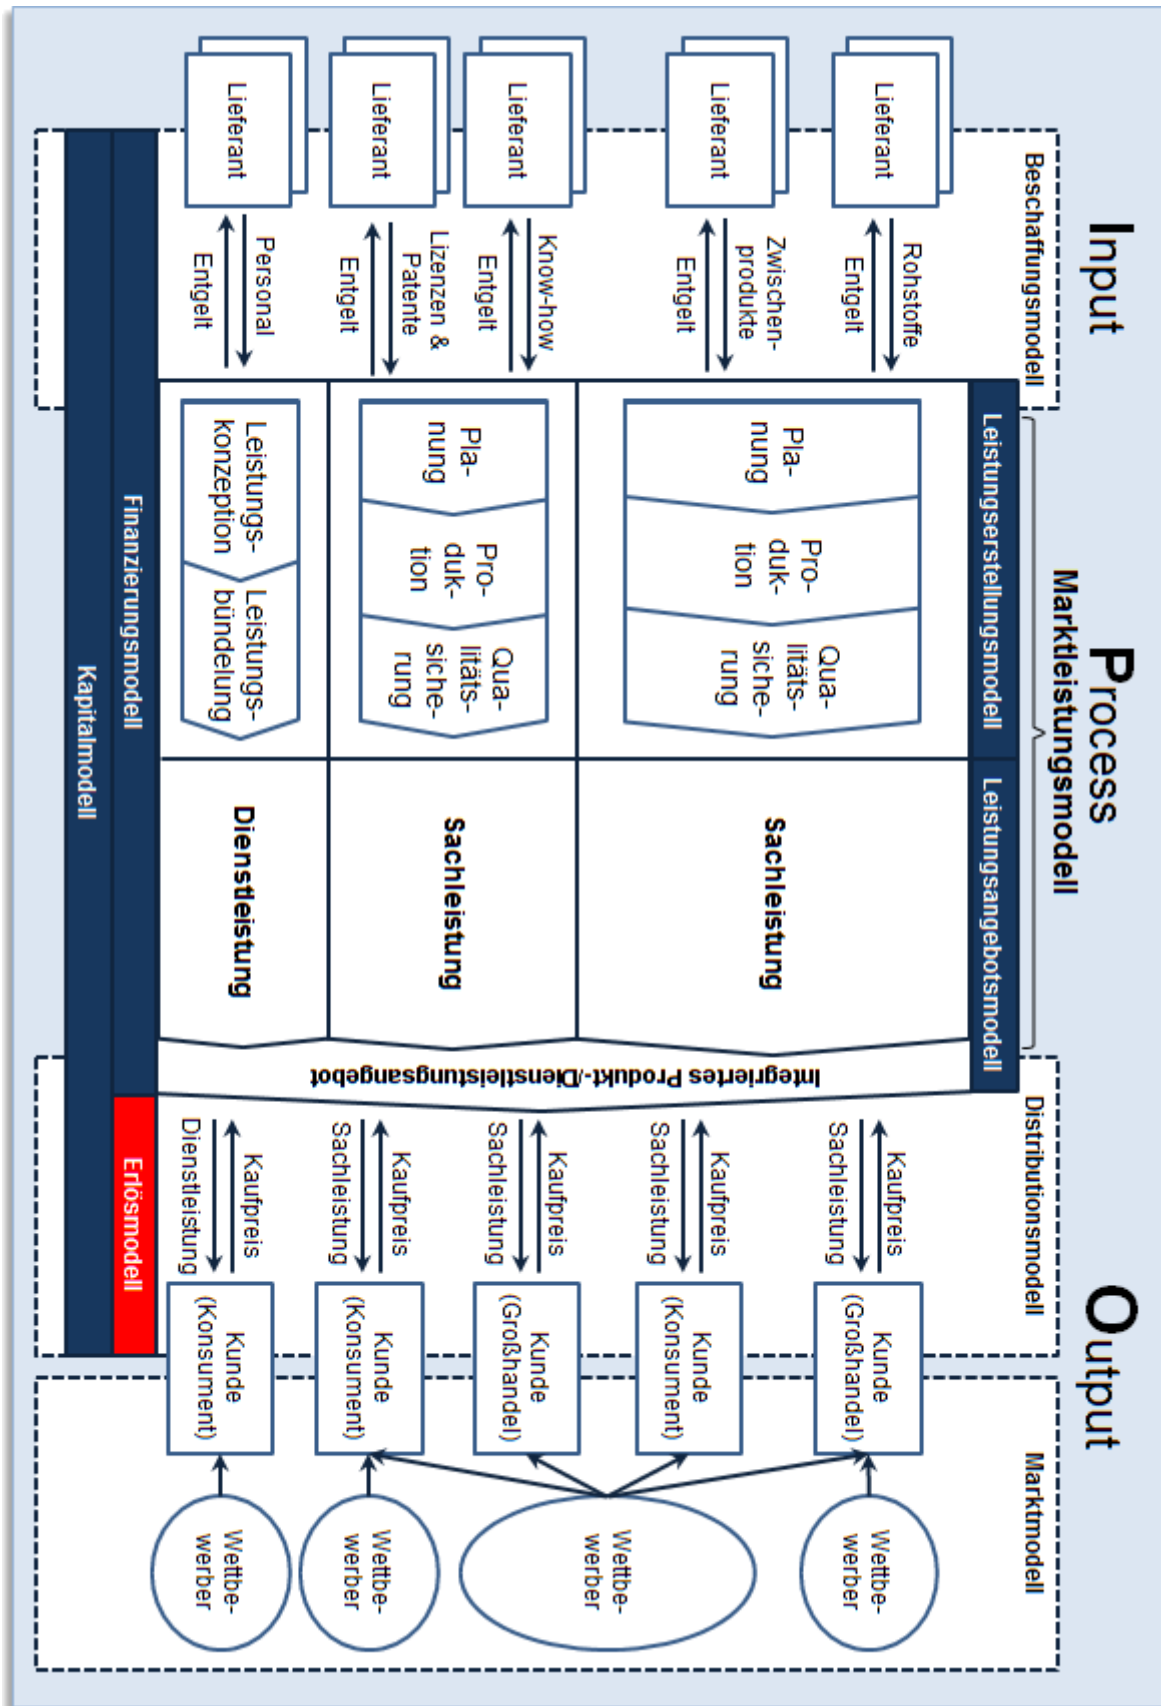 Input
Process
Output
Marktleistungsmodell
Beschaffungsmodell
Leistungserstellungsmodell
Leistungsangebotsmodell
Distributionsmodell
Marktmodell
Lieferant
Rohstoffe
Entgelt
Pla-
nung
Pro-
duk-
tion
Qua-
litäts-
siche-
rung
Sachleistung
Kaufpreis
Sachleistung
Kunde
(Großhandel)
Wettbe-
werber
Lieferant
Zwischen-
produkte
Entgelt
Kaufpreis
Sachleistung
Kunde
(Konsument)
Wettbe-
werber
Lieferant
Know-how
Entgelt
Pla-
nung
Pro-
duk-
tion
Qua-
litäts-
siche-
rung
Sachleistung
Integriertes Produkt-/Dienstleistungsangebot
Kaufpreis
Sachleistung
Kunde
(Großhandel)
Lieferant
Lizenzen &
Patente
Entgelt
Kaufpreis
Sachleistung
Kunde
(Konsument)
Wettbe-
werber
Lieferant
Personal
Entgelt
Leistungs-
konzeption
Leistungs-
bündelung
Dienstleistung
Kaufpreis
Dienstleistung
Kunde
(Konsument)
Wettbe-
werber
Finanzierungsmodell
Erlösmodell
Kapitalmodell